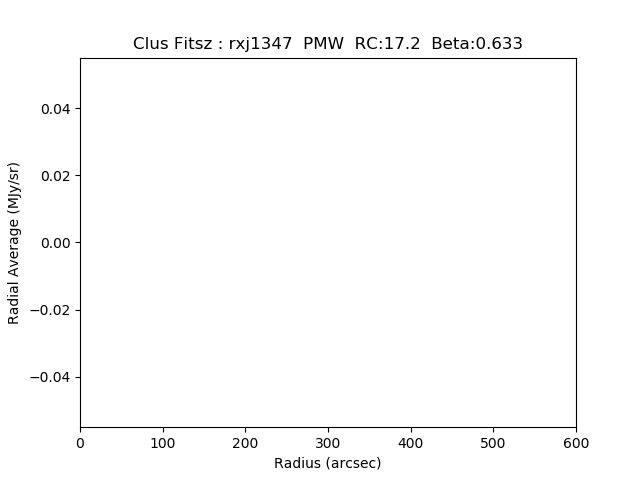 Clus Fitsz : rxj1347  PMW  RC:17.2  Beta:0.633
Radial Average (MJy/sr)
0.04
0.02
0.00
−0.02
−0.04
0 100 200 300 400 500 600
Radius (arcsec)